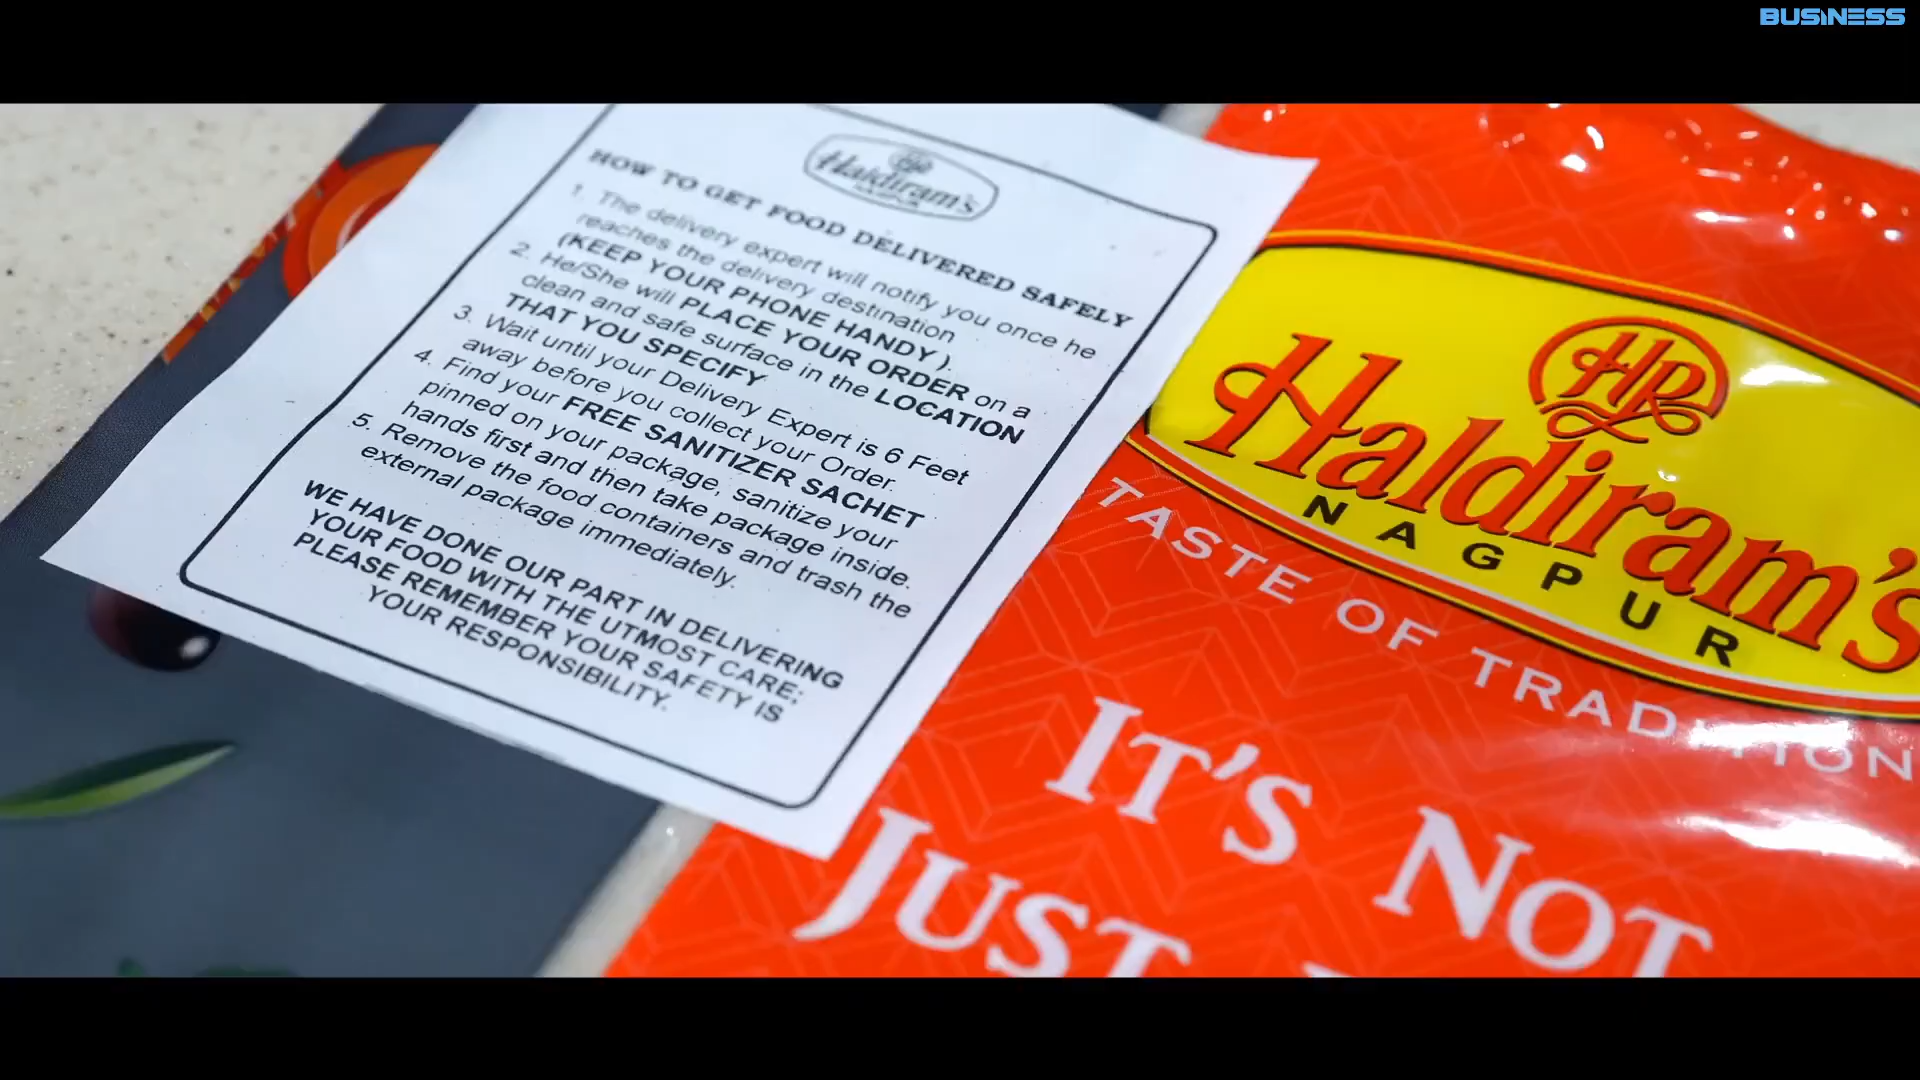 BUSINESS
Haldiram's
HOW TO GET FOOD DELIVERED SAFELY
1. The delivery expert will notify you once he
reaches the delivery destination
(KEEP YOUR PHONE HANDY).
2. He/She will PLACE YOUR ORDER on a
clean and safe surface in the LOCATION
THAT YOU SPECIFY
3. Wait until your Delivery Expert is 6 Feet
away before you collect your Order.
4. Find your FREE SANITIZER SACHET
pinned on your package, sanitize your
hands first and then take package inside.
5. Remove the food containers and trash the
external package immediately.
WE HAVE DONE OUR PART IN DELIVERING
YOUR FOOD WITH THE UTMOST CARE;
PLEASE REMEMBER YOUR SAFETY IS
YOUR RESPONSIBILITY.
HR
Haldiram's
NAGPUR
TASTE OF TRADITION
IT'S NOT
JUST